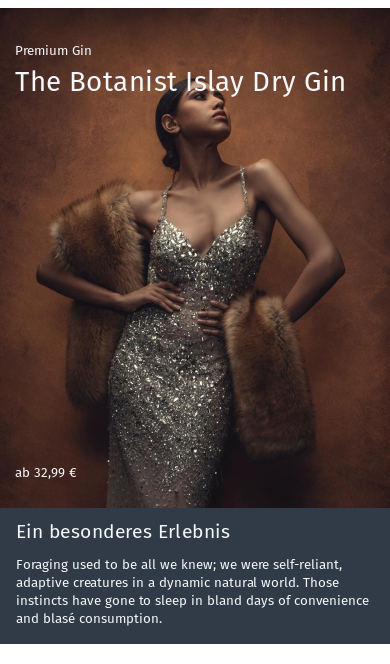 Premium Gin
The Botanist Islay Dry Gin
ab 32,99 €
Ein besonderes Erlebnis
Foraging used to be all we knew; we were self-reliant,
adaptive creatures in a dynamic natural world. Those
instincts have gone to sleep in bland days of convenience
and blasé consumption.